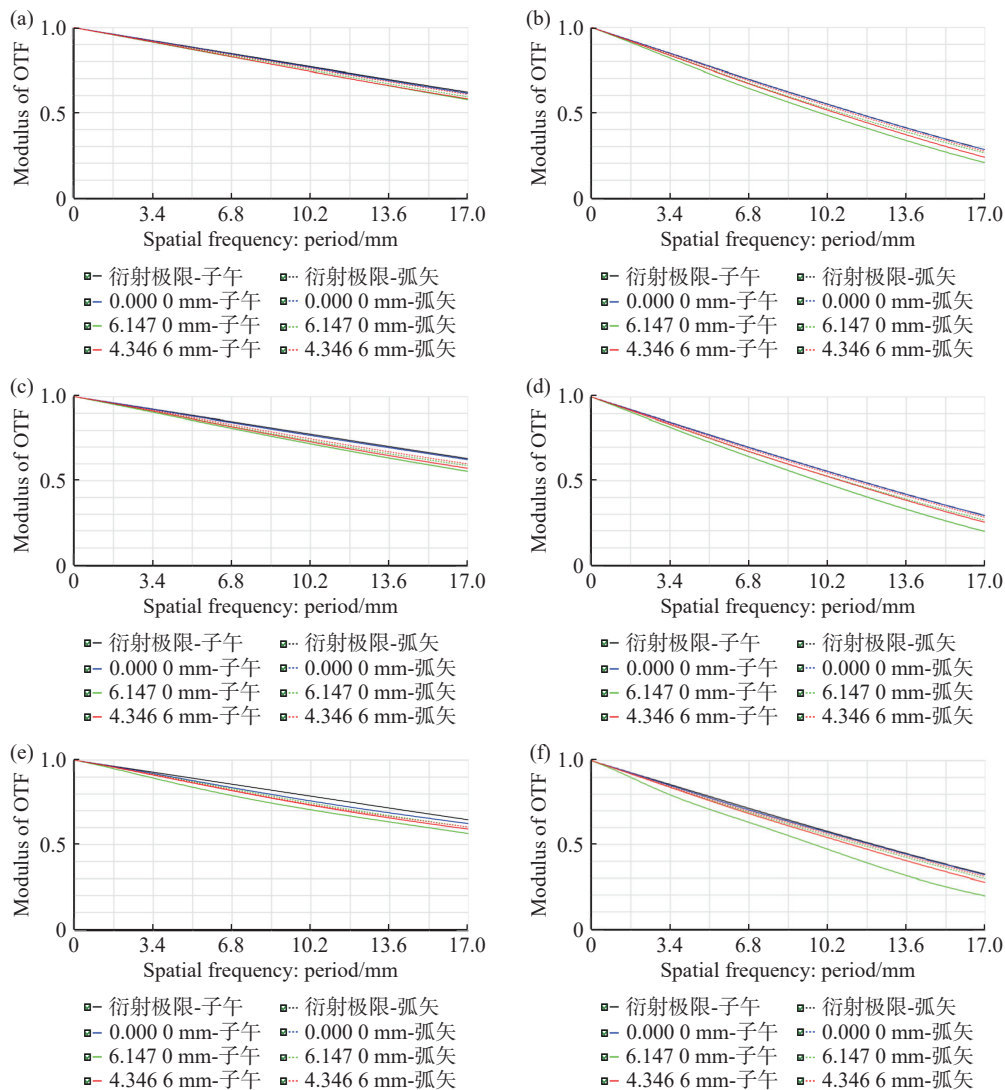 (a)
1.0
0.5
0
Modulus of OTF
0 3.4 6.8 10.2 13.6 17.0
Spatial frequency: period/mm
衍射极限-子午 衍射极限-弧矢
0.000 0 mm-子午 0.000 0 mm-弧矢
6.147 0 mm-子午 6.147 0 mm-弧矢
4.346 6 mm-子午 4.346 6 mm-弧矢
(b)
1.0
0.5
0
Modulus of OTF
0 3.4 6.8 10.2 13.6 17.0
Spatial frequency: period/mm
衍射极限-子午 衍射极限-弧矢
0.000 0 mm-子午 0.000 0 mm-弧矢
6.147 0 mm-子午 6.147 0 mm-弧矢
4.346 6 mm-子午 4.346 6 mm-弧矢
(c)
1.0
0.5
0
Modulus of OTF
0 3.4 6.8 10.2 13.6 17.0
Spatial frequency: period/mm
衍射极限-子午 衍射极限-弧矢
0.000 0 mm-子午 0.000 0 mm-弧矢
6.147 0 mm-子午 6.147 0 mm-弧矢
4.346 6 mm-子午 4.346 6 mm-弧矢
(d)
1.0
0.5
0
Modulus of OTF
0 3.4 6.8 10.2 13.6 17.0
Spatial frequency: period/mm
衍射极限-子午 衍射极限-弧矢
0.000 0 mm-子午 0.000 0 mm-弧矢
6.147 0 mm-子午 6.147 0 mm-弧矢
4.346 6 mm-子午 4.346 6 mm-弧矢
(e)
1.0
0.5
0
Modulus of OTF
0 3.4 6.8 10.2 13.6 17.0
Spatial frequency: period/mm
衍射极限-子午 衍射极限-弧矢
0.000 0 mm-子午 0.000 0 mm-弧矢
6.147 0 mm-子午 6.147 0 mm-弧矢
4.346 6 mm-子午 4.346 6 mm-弧矢
(f)
1.0
0.5
0
Modulus of OTF
0 3.4 6.8 10.2 13.6 17.0
Spatial frequency: period/mm
衍射极限-子午 衍射极限-弧矢
0.000 0 mm-子午 0.000 0 mm-弧矢
6.147 0 mm-子午 6.147 0 mm-弧矢
4.346 6 mm-子午 4.346 6 mm-弧矢